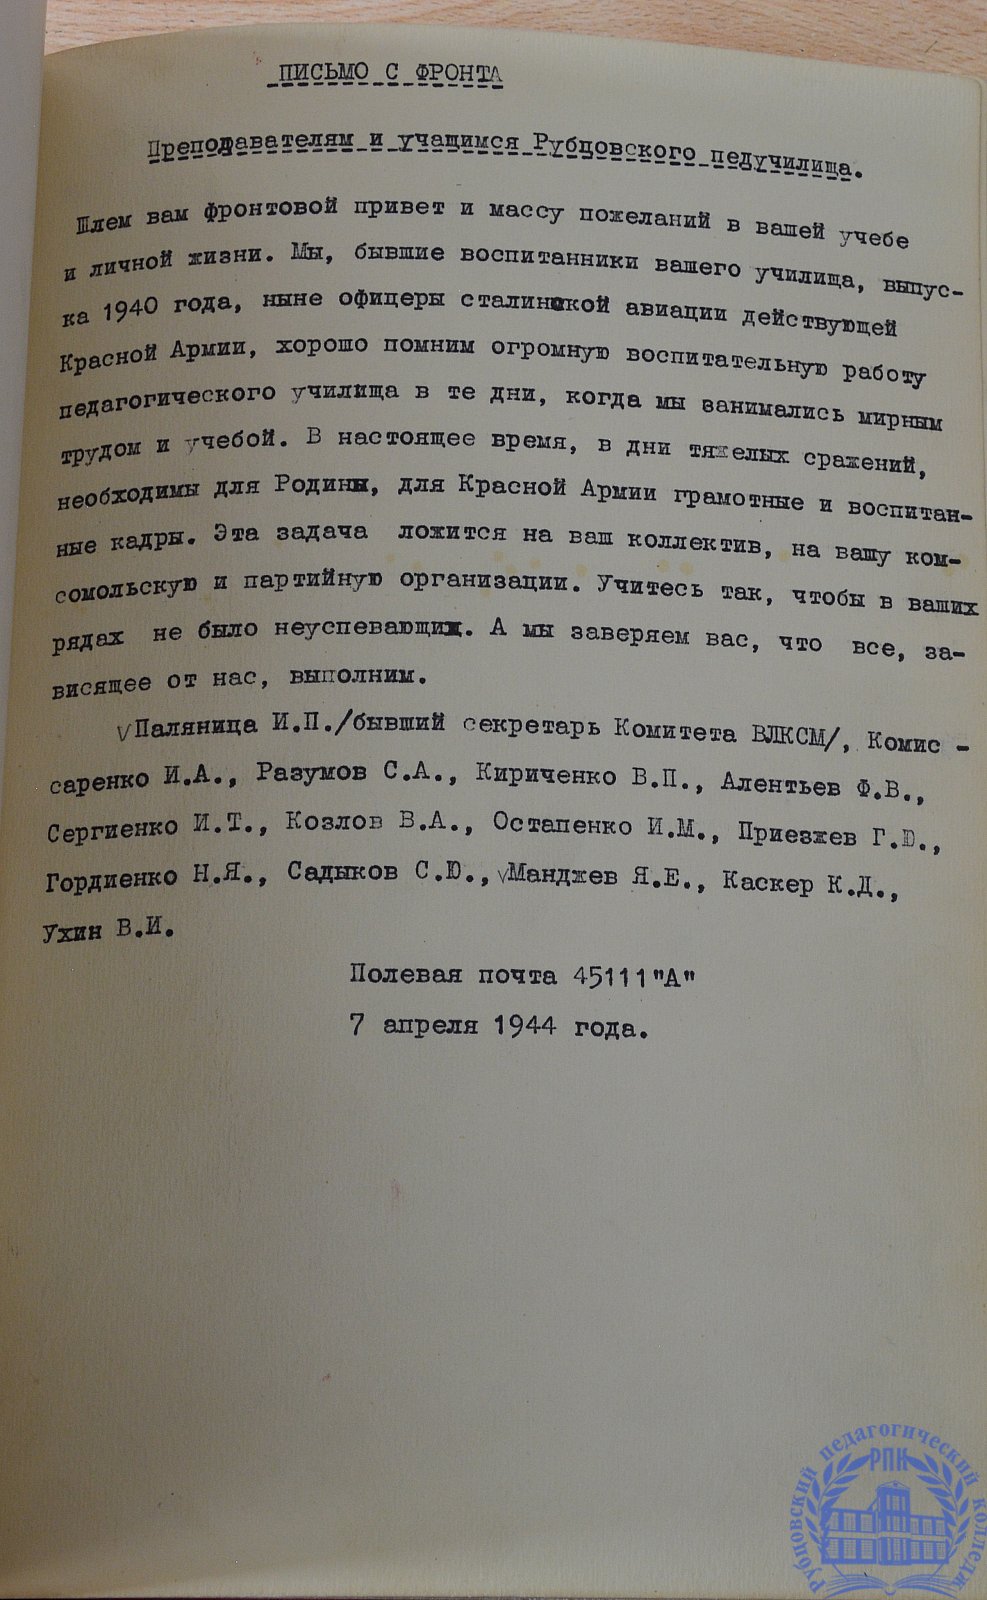 ПИСЬМО С ФРОНТА
Преподавателям и учащимся Рубцовского педучилища.
Шлем вам фронтовой привет и массу пожеланий в вашей учебе
и личной жизни. Мы, бывшие воспитанники вашего училища, выпус-
ка 1940 года, ныне офицеры сталинской авиации действующей
Красной Армии, хорошо помним огромную воспитательную работу
педагогического училища в те дни, когда мы занимались мирным
трудом и учебой. В настоящее время, в дни тяжелых сражений,
необходимы для Родины, для Красной Армии грамотные и воспитан-
ные кадры. Эта задача ложится на ваш коллектив, на вашу ком-
сомольскую и партийную организации. Учитесь так, чтобы в ваших
рядах не было неуспевающих. А мы заверяем вас, что все, за-
висящее от нас, выполним.
√Паляница И.П./бывший секретарь Комитета ВЛКСМ/, Комис -
саренко И.А., Разумов С.А., Кириченко В.П., Алентьев Ф.В.,
Сергиенко И.Т., Козлов В.А., Остапенко И.М., Приезжев Г.D.,
Гордиенко Н.Я., Садыков С.Ю.,√Манджев Я.Е., Каскер К.Д.,
Ухин В.И.
Полевая почта 45111"А"
7 апреля 1944 года.
Рубцовский педагогический колледж
РПК